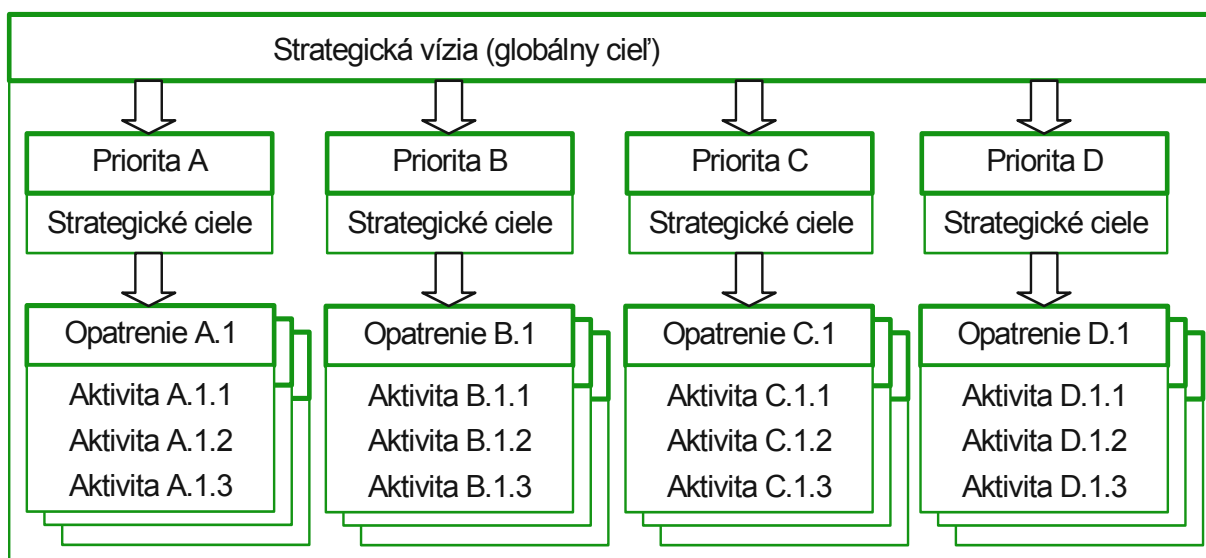 Strategická vízia (globálny cieľ)
Priorita A
Priorita B
Priorita C
Priorita D
Strategické ciele
Strategické ciele
Strategické ciele
Strategické ciele
Opatrenie A.1
Aktivita A.1.1
Aktivita A.1.2
Aktivita A.1.3
Opatrenie B.1
Aktivita B.1.1
Aktivita B.1.2
Aktivita B.1.3
Opatrenie C.1
Aktivita C.1.1
Aktivita C.1.2
Aktivita C.1.3
Opatrenie D.1
Aktivita D.1.1
Aktivita D.1.2
Aktivita D.1.3